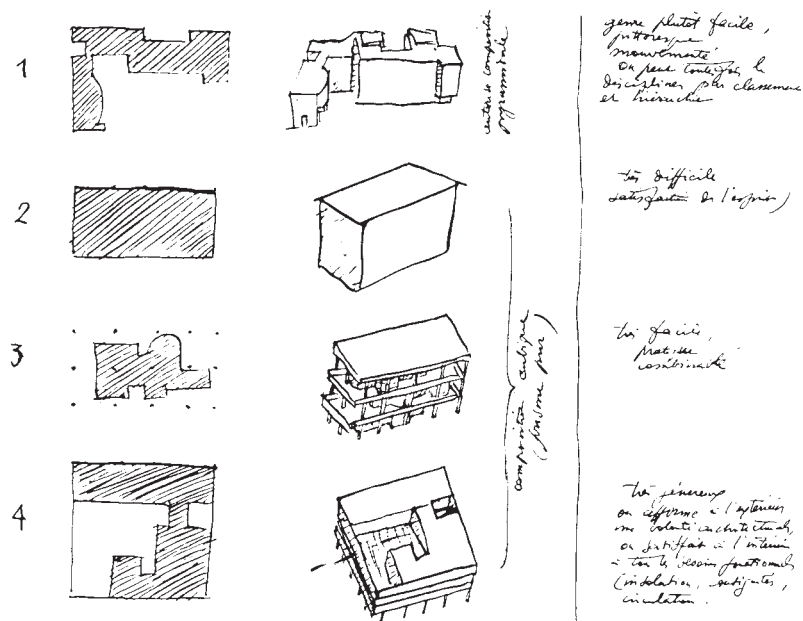 1
composition
pyramidale
genre plutôt facile,
pittoresque
mouvementé
on peut toutefois le
discipliner par classement
et hiérarchie
2
très difficile
satisfaction de l'esprit)
composition cubique
(prisme pur)
3
très facile,
pratique
combinable
4
très généreux
on affirme à l'extérieur
une volonté architecturale,
on satisfait à l'intérieur
à tous les besoins fonctionnels
(insolation, contiguités,
circulation.